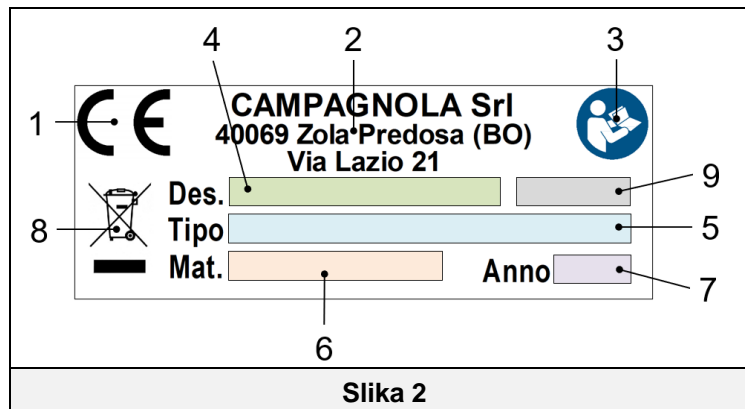 4 2 3
1 CE CAMPAGNOLA Srl
40069 Zola Predosa (BO)
Via Lazio 21
Des. 9
8 Tipo 5
Mat. Anno 7
6
Slika 2